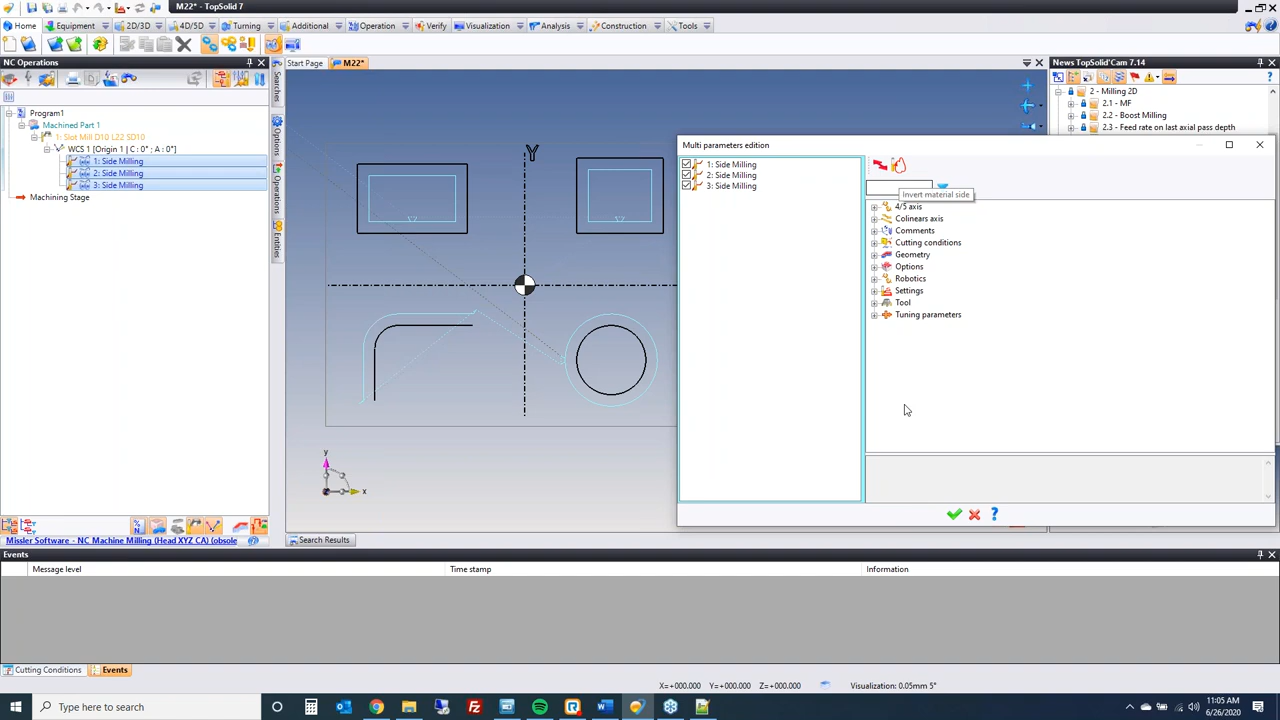 M22* - TopSolid 7
Home Equipment 2D/3D 4D/5D Turning Additional Operation Verify Visualization Analysis Construction Tools
NC Operations
Start Page M22*
News TopSolid'Cam 7.14
Searches
Options
Operations
Entities
Program1
Machined Part 1
1: Slot Mill D10 L22 SD10
WCS 1 [Origin 1 | C: 0° ; A : 0°]
1: Side Milling
2: Side Milling
3: Side Milling
Machining Stage
Y
y
x
2 - Milling 2D
2.1 - MF
2.2 - Boost Milling
2.3 - Feed rate on last axial pass depth
Multi parameters edition
1: Side Milling
2: Side Milling
3: Side Milling
Invert material side
4/5 axis
Colinears axis
Comments
Cutting conditions
Geometry
Options
Robotics
Settings
Tool
Tuning parameters
Missler Software - NC Machine Milling (Head XYZ CA) (obsole
Search Results
Events
Message level Time stamp Information
Cutting Conditions Events
X=+000.000 Y=+000.000 Z=+000.000 Visualization: 0.05mm 5°
Type here to search
11:05 AM
6/26/2020